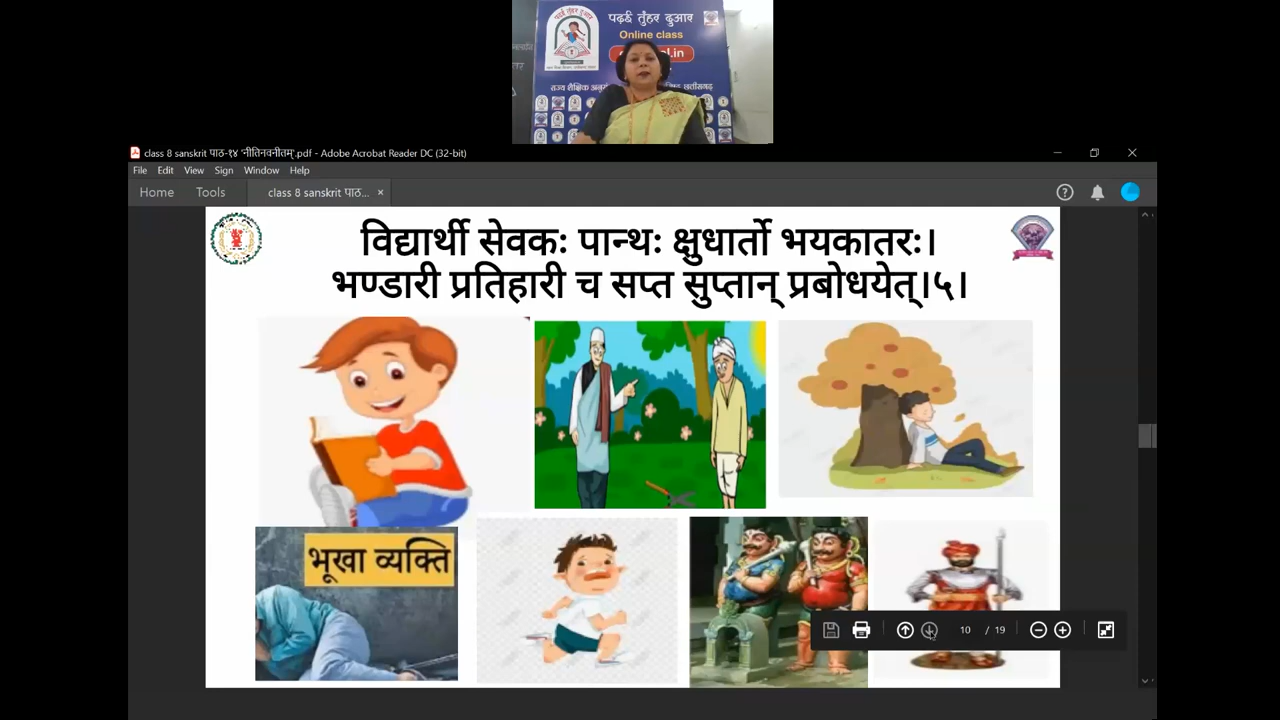 पढ़ई तुंहर दुआर
Online class
class 8 sanskrit पाठ-१४ 'नीतिनवनीतम्'.pdf - Adobe Acrobat Reader DC (32-bit)
File Edit View Sign Window Help
Home Tools class 8 sanskrit पाठ... ×
विद्यार्थी सेवकः पान्थः क्षुधार्तो भयकातरः।
भण्डारी प्रतिहारी च सप्त सुप्तान् प्रबोधयेत्।५।
भूखा व्यक्ति
10 / 19